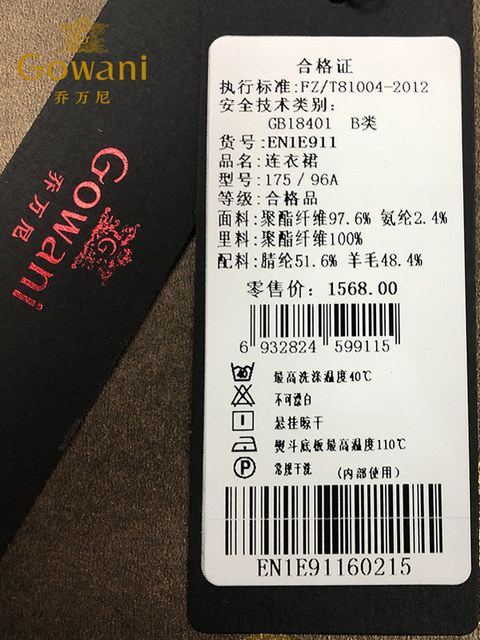 Gowani
乔万尼
Gowani
乔万尼
G
合格证
执行标准:FZ/T81004-2012
安全技术类别:
GB18401 B类
货号:EN1E911
品名:连衣裙
型号:175/96A
等级:合格品
面料:聚酯纤维97.6% 氨纶2.4%
里料:聚酯纤维100%
配料:腈纶51.6% 羊毛48.4%
零售价: 1568.00
6 932824 599115
40 最高洗涤温度40℃
不可漂白
悬挂晾干
熨斗底板最高温度110℃
P 常规干洗 (内部使用)
EN1E91160215